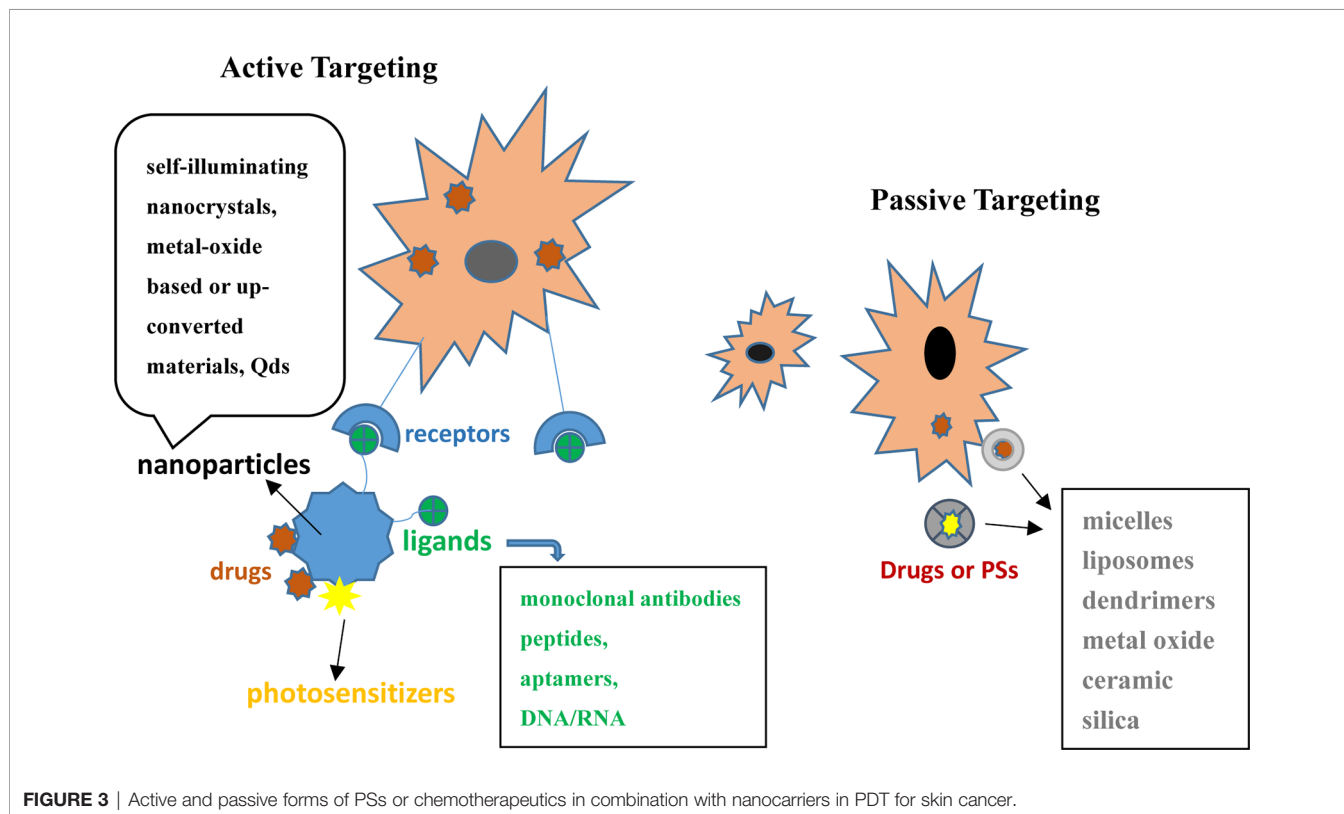 Active Targeting
self-illuminating
nanocrystals,
metal-oxide
based or up-
converted
materials, Qds
nanoparticles
receptors
ligands
drugs
photosensitizers
monoclonal antibodies
peptides,
aptamers,
DNA/RNA
Passive Targeting
Drugs or PSs
micelles
liposomes
dendrimers
metal oxide
ceramic
silica
FIGURE 3 | Active and passive forms of PSs or chemotherapeutics in combination with nanocarriers in PDT for skin cancer.